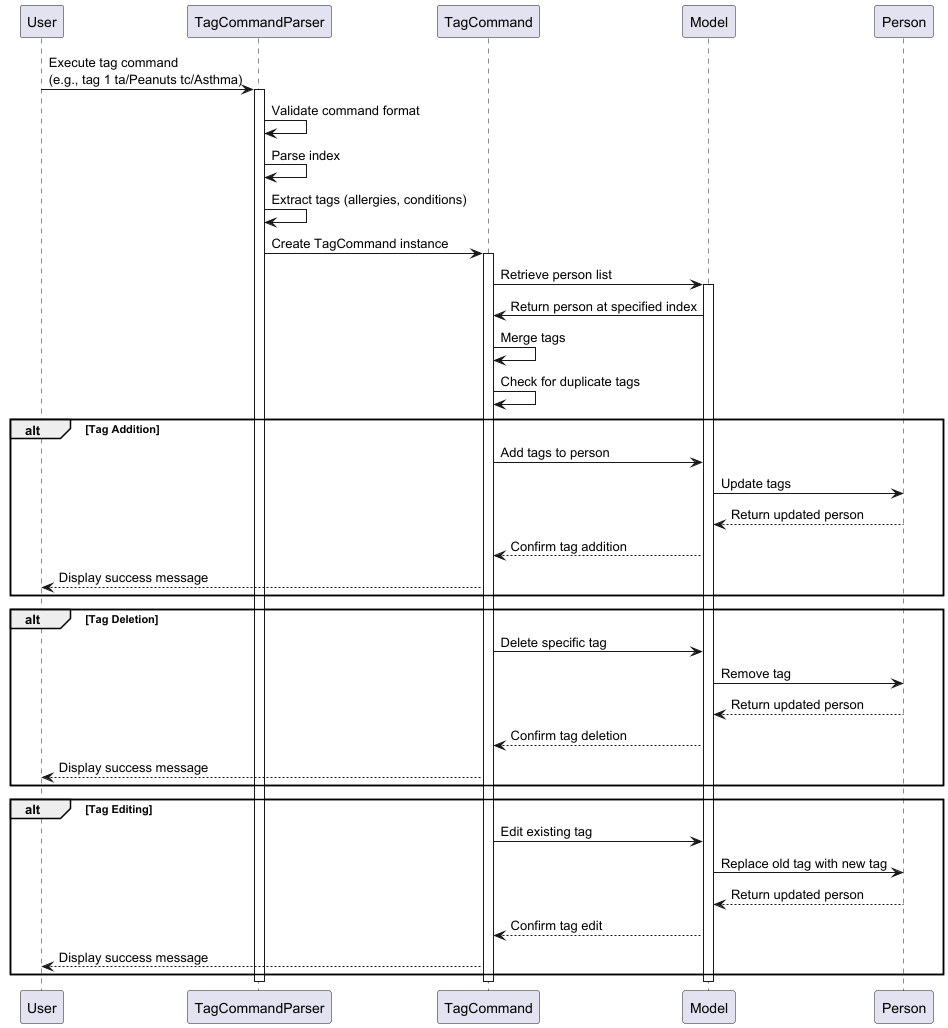 User
TagCommandParser
TagCommand
Model
Person
Execute tag command
(e.g., tag 1 ta/Peanuts tc/Asthma)
Validate command format
Parse index
Extract tags (allergies, conditions)
Create TagCommand instance
Retrieve person list
Return person at specified index
Merge tags
Check for duplicate tags
alt
[Tag Addition]
Add tags to person
Update tags
Return updated person
Confirm tag addition
Display success message
alt
[Tag Deletion]
Delete specific tag
Remove tag
Return updated person
Confirm tag deletion
Display success message
alt
[Tag Editing]
Edit existing tag
Replace old tag with new tag
Return updated person
Confirm tag edit
Display success message
User
TagCommandParser
TagCommand
Model
Person